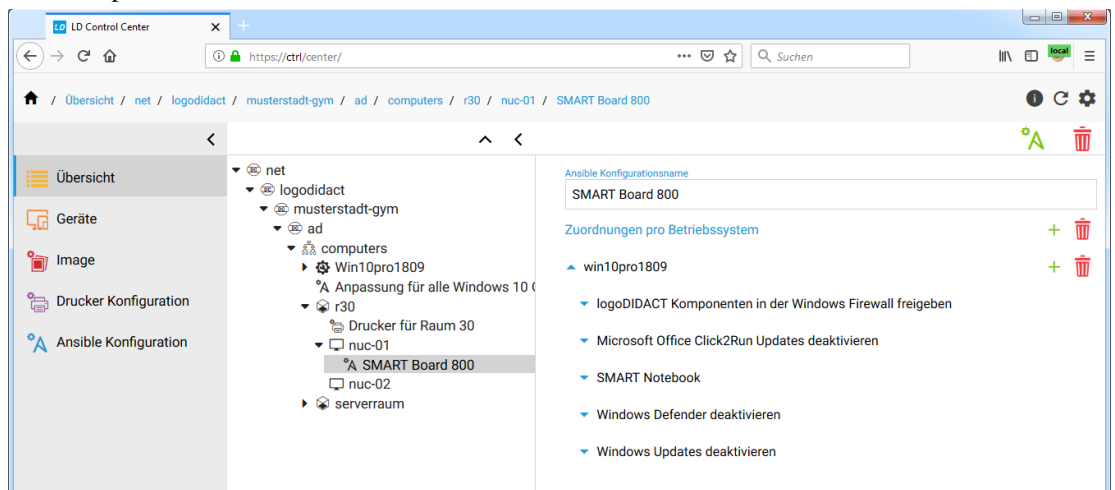 LD LD Control Center
https://ctrl/center/
Suchen
local
/ Übersicht / net / logodidact / musterstadt-gym / ad / computers / r30 / nuc-01 / SMART Board 800
Übersicht
Geräte
Image
Drucker Konfiguration
Ansible Konfiguration
net
logodidact
musterstadt-gym
ad
computers
Win10pro1809
Anpassung für alle Windows 10
r30
Drucker für Raum 30
nuc-01
SMART Board 800
nuc-02
serverraum
Ansible Konfigurationsname
SMART Board 800
Zuordnungen pro Betriebssystem
win10pro1809
logoDIDACT Komponenten in der Windows Firewall freigeben
Microsoft Office Click2Run Updates deaktivieren
SMART Notebook
Windows Defender deaktivieren
Windows Updates deaktivieren